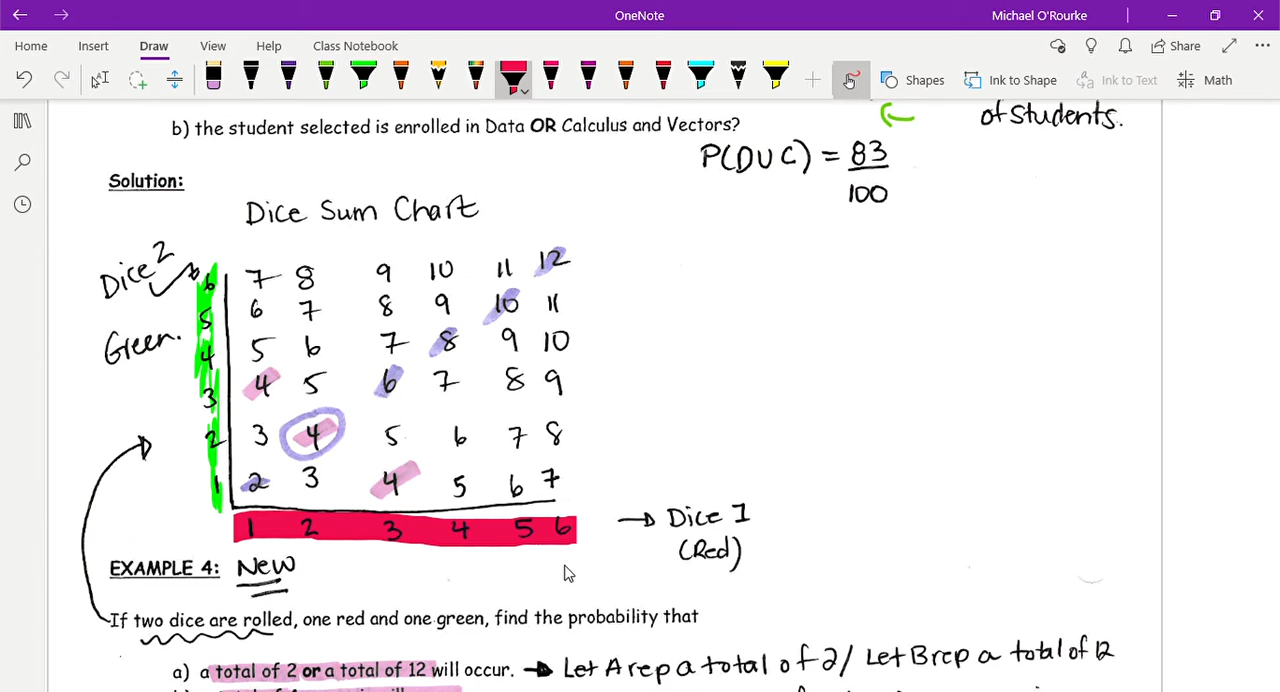 OneNote
Michael O'Rourke
Home Insert Draw View Help Class Notebook
Share
Shapes Ink to Shape Ink to Text Math
of Students.
b) the student selected is enrolled in Data OR Calculus and Vectors?
P(D∪C) = 83
100
Solution:
Dice Sum Chart
Dice 2
6 7 8 9 10 11 12
5 6 7 8 9 10 11
Green.
4 5 6 7 8 9 10
3 4 5 6 7 8 9
2 3 4 5 6 7 8
1 2 3 4 5 6 7
1 2 3 4 5 6
→ Dice 1
(Red)
EXAMPLE 4: New
If two dice are rolled, one red and one green, find the probability that
a) a total of 2 or a total of 12 will occur. → Let A rep a total of 2 / Let B rep a total of 12